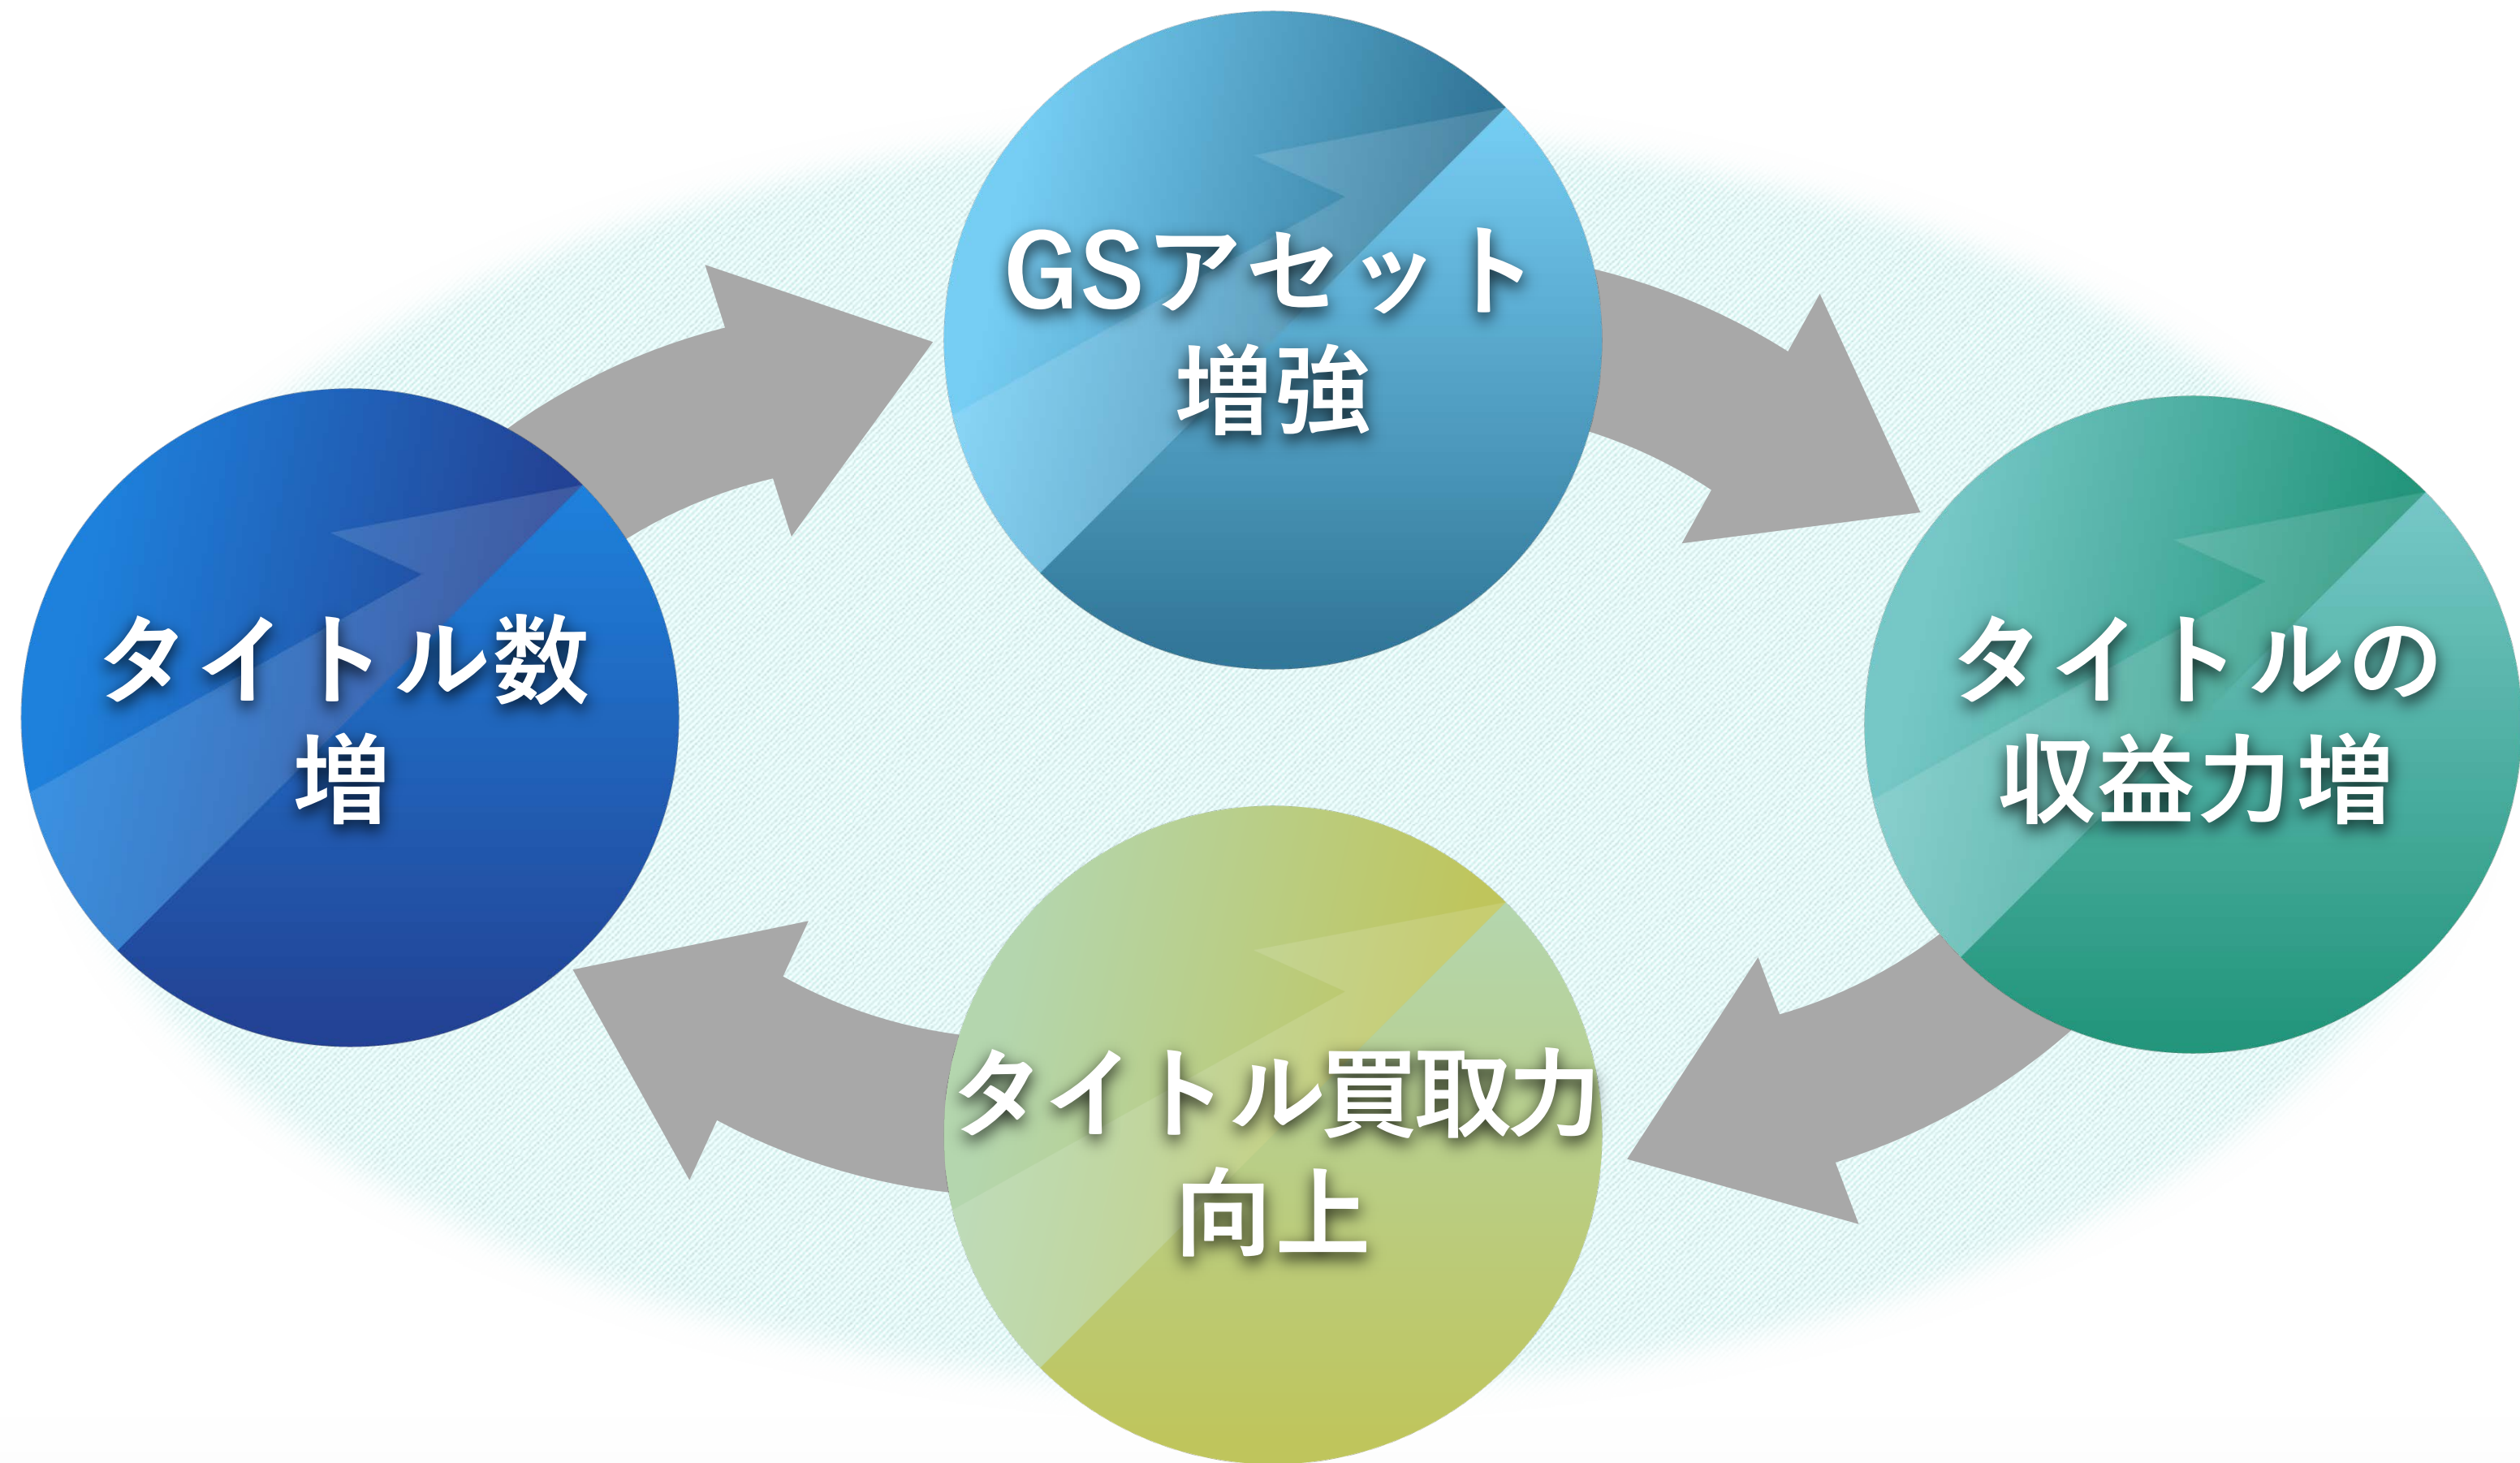 GSアセット
増強
タイトル数
増
タイトルの
収益力増
タイトル買取力
向上